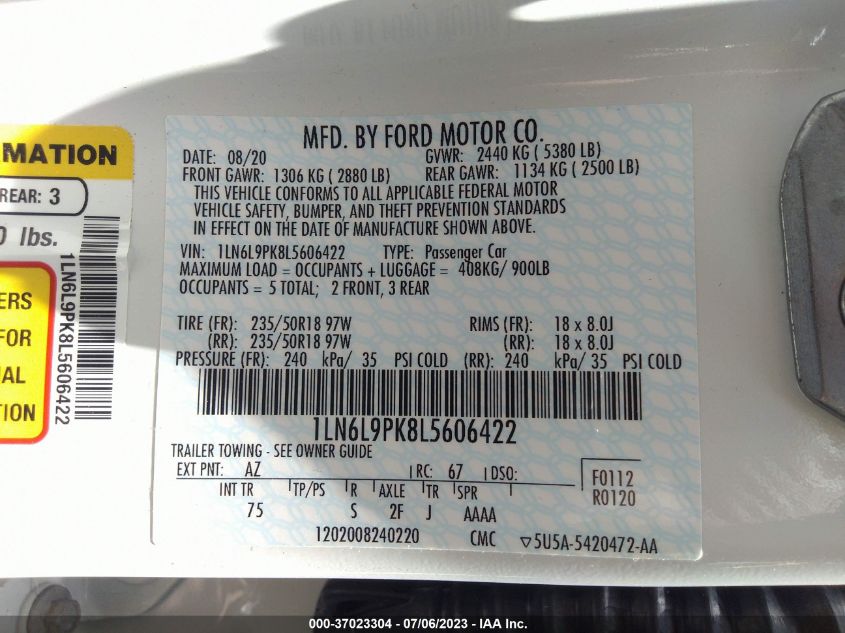 RMATION
REAR: 3
0 lbs.
ERS
FOR
IAL
TION
1LN6L9PK8L5606422
MFD. BY FORD MOTOR CO.
DATE: 08/20 GVWR: 2440 KG ( 5380 LB)
FRONT GAWR: 1306 KG ( 2880 LB) REAR GAWR: 1134 KG ( 2500 LB)
THIS VEHICLE CONFORMS TO ALL APPLICABLE FEDERAL MOTOR
VEHICLE SAFETY, BUMPER, AND THEFT PREVENTION STANDARDS
IN EFFECT ON THE DATE OF MANUFACTURE SHOWN ABOVE.
VIN: 1LN6L9PK8L5606422 TYPE: Passenger Car
MAXIMUM LOAD = OCCUPANTS + LUGGAGE = 408KG/ 900LB
OCCUPANTS = 5 TOTAL; 2 FRONT, 3 REAR
TIRE (FR): 235/50R18 97W RIMS (FR): 18 x 8.0J
(RR): 235/50R18 97W (RR): 18 x 8.0J
PRESSURE (FR): 240 kPa/ 35 PSI COLD (RR): 240 kPa/ 35 PSI COLD
1LN6L9PK8L5606422
TRAILER TOWING - SEE OWNER GUIDE
EXT PNT: AZ RC: 67 DSO:
F0112
R0120
INT TR TP/PS R AXLE TR SPR
75 S 2F J AAAA
1202008240220 CMC ▽5U5A-5420472-AA
000-37023304 / 07/06/2023 / IAA Inc.